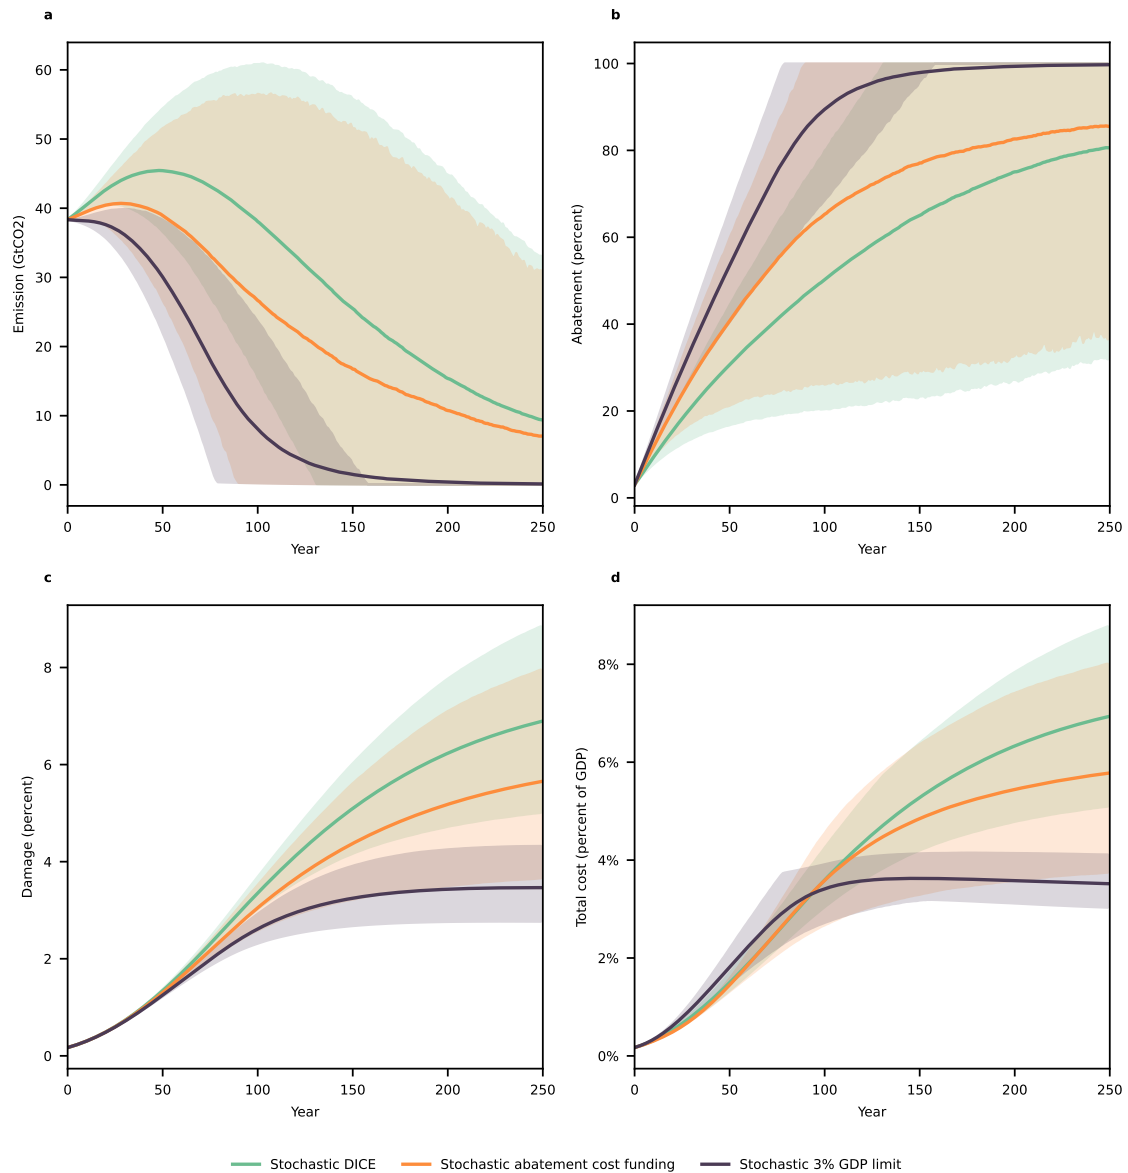 a
b
Emission (GtCO2)
60
50
40
30
20
10
0
0 50 100 150 200 250
Year
Abatement (percent)
100
80
60
40
20
0
0 50 100 150 200 250
Year
c
d
Damage (percent)
8
6
4
2
0
0 50 100 150 200 250
Year
Total cost (percent of GDP)
8%
6%
4%
2%
0%
0 50 100 150 200 250
Year
Stochastic DICE Stochastic abatement cost funding Stochastic 3% GDP limit